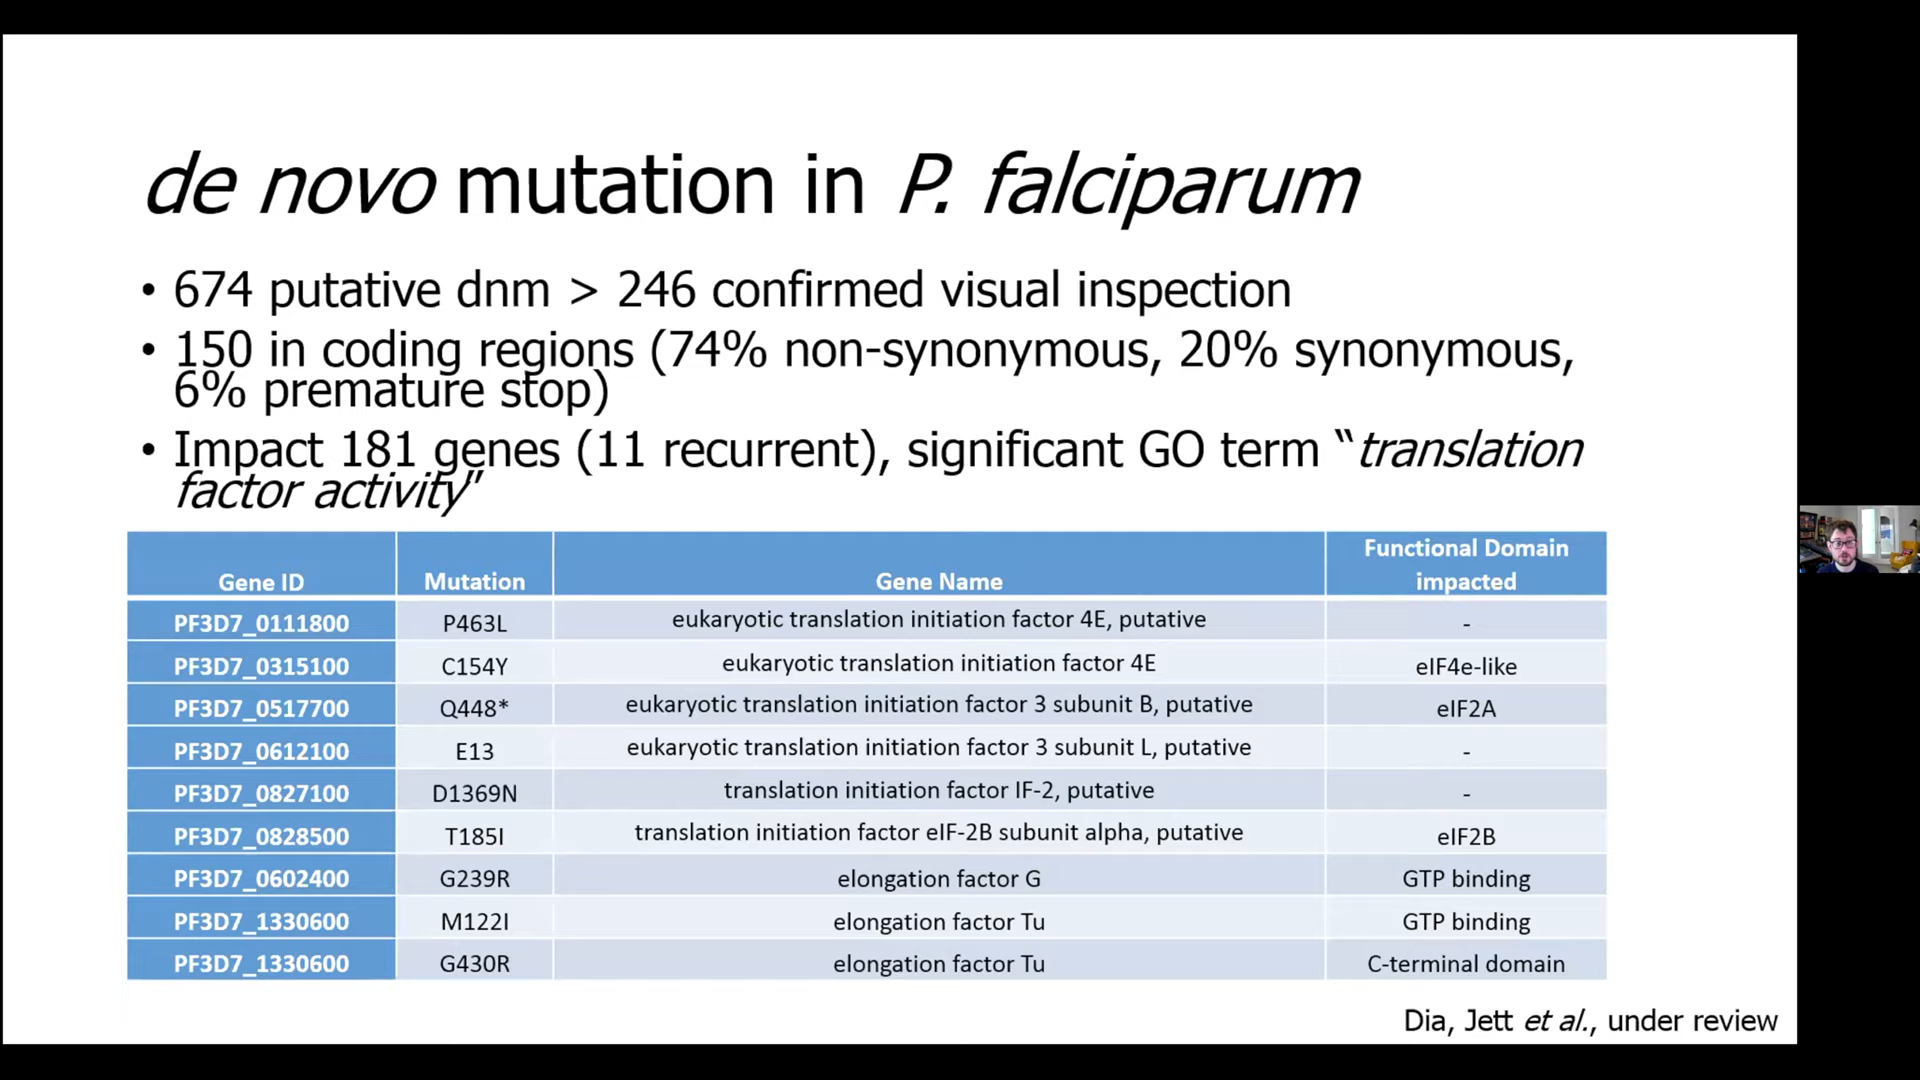 de novo mutation in P. falciparum
• 674 putative dnm > 246 confirmed visual inspection
• 150 in coding regions (74% non-synonymous, 20% synonymous,
6% premature stop)
• Impact 181 genes (11 recurrent), significant GO term “translation
factor activity”
Gene ID Mutation Gene Name Functional Domain impacted
PF3D7_0111800 P463L eukaryotic translation initiation factor 4E, putative -
PF3D7_0315100 C154Y eukaryotic translation initiation factor 4E eIF4e-like
PF3D7_0517700 Q448* eukaryotic translation initiation factor 3 subunit B, putative eIF2A
PF3D7_0612100 E13 eukaryotic translation initiation factor 3 subunit L, putative -
PF3D7_0827100 D1369N translation initiation factor IF-2, putative -
PF3D7_0828500 T185I translation initiation factor eIF-2B subunit alpha, putative eIF2B
PF3D7_0602400 G239R elongation factor G GTP binding
PF3D7_1330600 M122I elongation factor Tu GTP binding
PF3D7_1330600 G430R elongation factor Tu C-terminal domain
Dia, Jett et al., under review